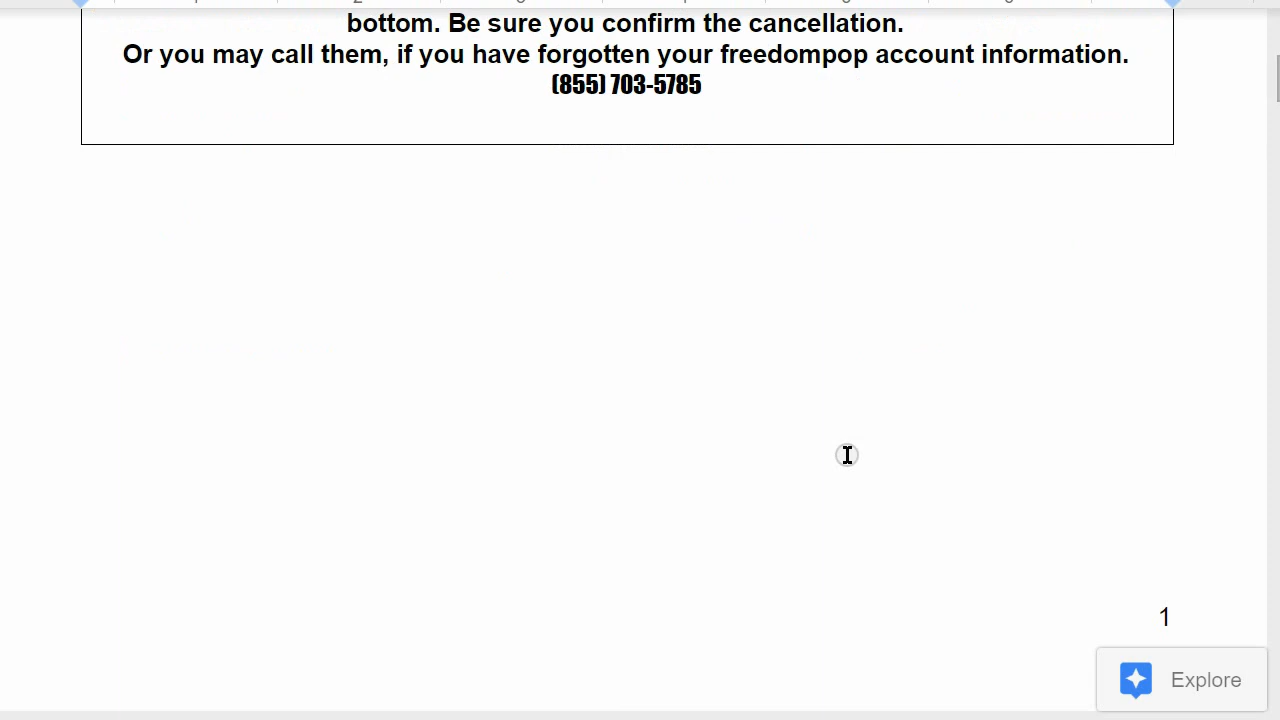 bottom. Be sure you confirm the cancellation.
Or you may call them, if you have forgotten your freedompop account information.
(855) 703-5785
1
Explore